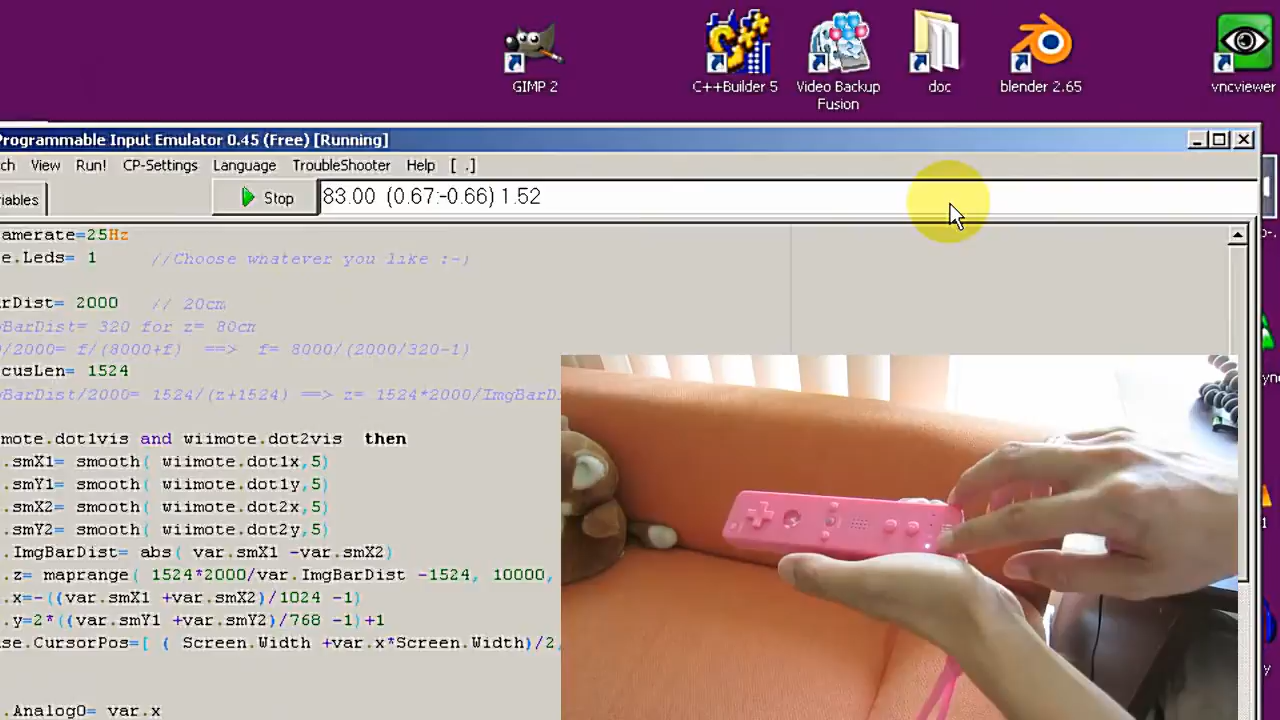 GIMP 2
C++Builder 5
Video Backup
Fusion
doc
blender 2.65
vncviewer
Programmable Input Emulator 0.45 (Free) [Running]
ch View Run! CP-Settings Language TroubleShooter Help [ .]
riables
Stop
83.00 (0.67:-0.66) 1.52
amerate=25Hz
e.Leds= 1 //Choose whatever you like :-)
rDist= 2000 // 20cm
gBarDist= 320 for z= 80cm
0/2000= f/(8000+f) ==> f= 8000/(2000/320-1)
cusLen= 1524
gBarDist/2000= 1524/(z+1524) ==> z= 1524*2000/ImgBarDi
mote.dot1vis and wiimote.dot2vis then
.smX1= smooth( wiimote.dot1x,5)
.smY1= smooth( wiimote.dot1y,5)
.smX2= smooth( wiimote.dot2x,5)
.smY2= smooth( wiimote.dot2y,5)
.ImgBarDist= abs( var.smX1 -var.smX2)
.z= maprange( 1524*2000/var.ImgBarDist -1524, 10000,
.x=-((var.smX1 +var.smX2)/1024 -1)
.y=2*((var.smY1 +var.smY2)/768 -1)+1
se.CursorPos=[ ( Screen.Width +var.x*Screen.Width)/2,
.Analog0= var.x